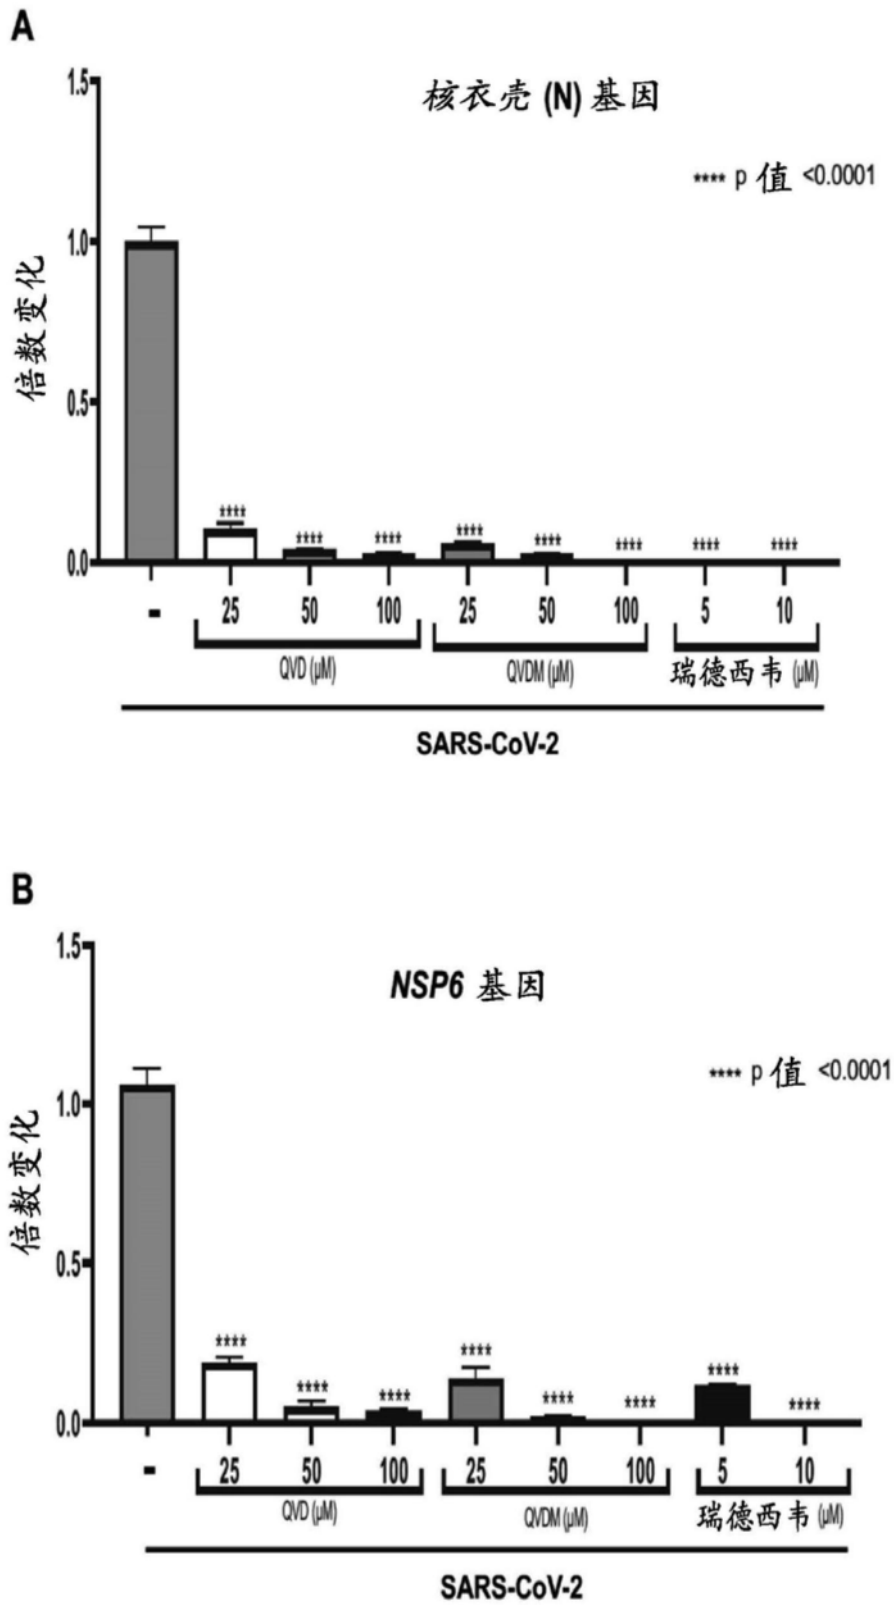 A
核衣壳 (N) 基因
**** p 值 <0.0001
倍数变化
1.5
1.0
0.5
0.0
**** **** **** **** **** **** **** ****
- 25 50 100 25 50 100 5 10
QVD (µM) QVDM (µM) 瑞德西韦 (µM)
SARS-CoV-2
B
NSP6 基因
**** p 值 <0.0001
倍数变化
1.5
1.0
0.5
0.0
**** **** **** **** **** **** **** ****
- 25 50 100 25 50 100 5 10
QVD (µM) QVDM (µM) 瑞德西韦 (µM)
SARS-CoV-2